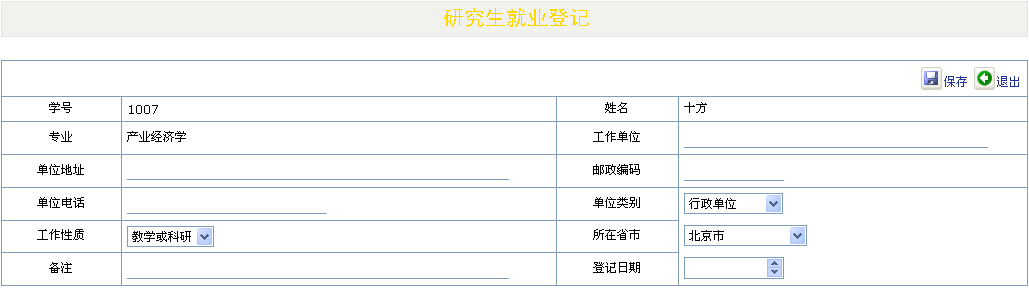 研究生就业登记
保存 退出
学号 1007 姓名 十方
专业 产业经济学 工作单位
单位地址 邮政编码
单位电话 单位类别 行政单位
工作性质 教学或科研 所在省市 北京市
备注 登记日期